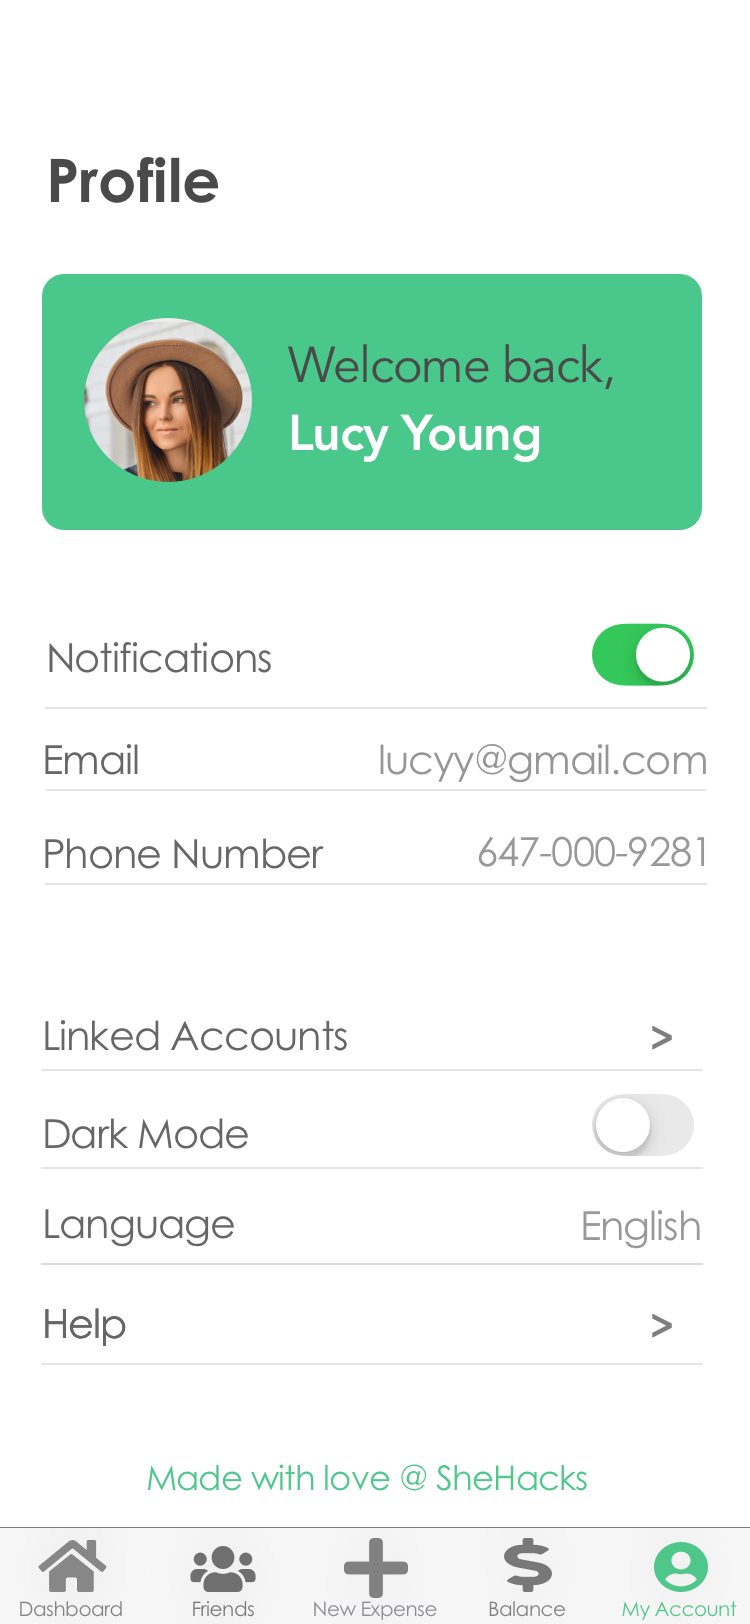 Profile
Welcome back,
Lucy Young
Notifications
Email lucyy@gmail.com
Phone Number 647-000-9281
Linked Accounts >
Dark Mode
Language English
Help >
Made with love @ SheHacks
Dashboard Friends New Expense Balance My Account